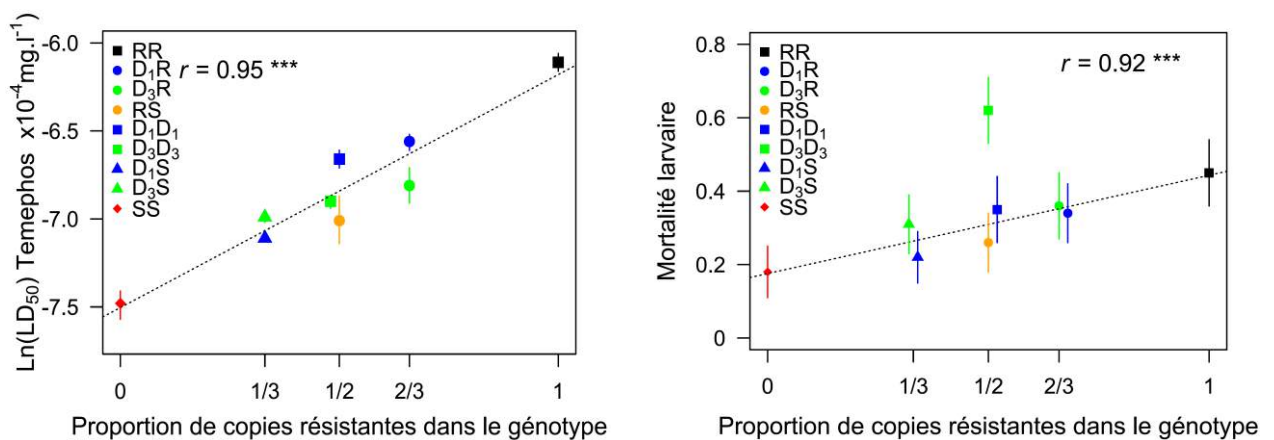 Ln(LD50) Temephos x10-4mg.l-1
-6.0
-6.5
-7.0
-7.5
RR
D1R
D3R
RS
D1D1
D3D3
D1S
D3S
SS
r = 0.95 ***
0
1/3
1/2
2/3
1
Proportion de copies résistantes dans le génotype
Mortalité larvaire
0.8
0.6
0.4
0.2
0
RR
D1R
D3R
RS
D1D1
D3D3
D1S
D3S
SS
r = 0.92 ***
0
1/3
1/2
2/3
1
Proportion de copies résistantes dans le génotype